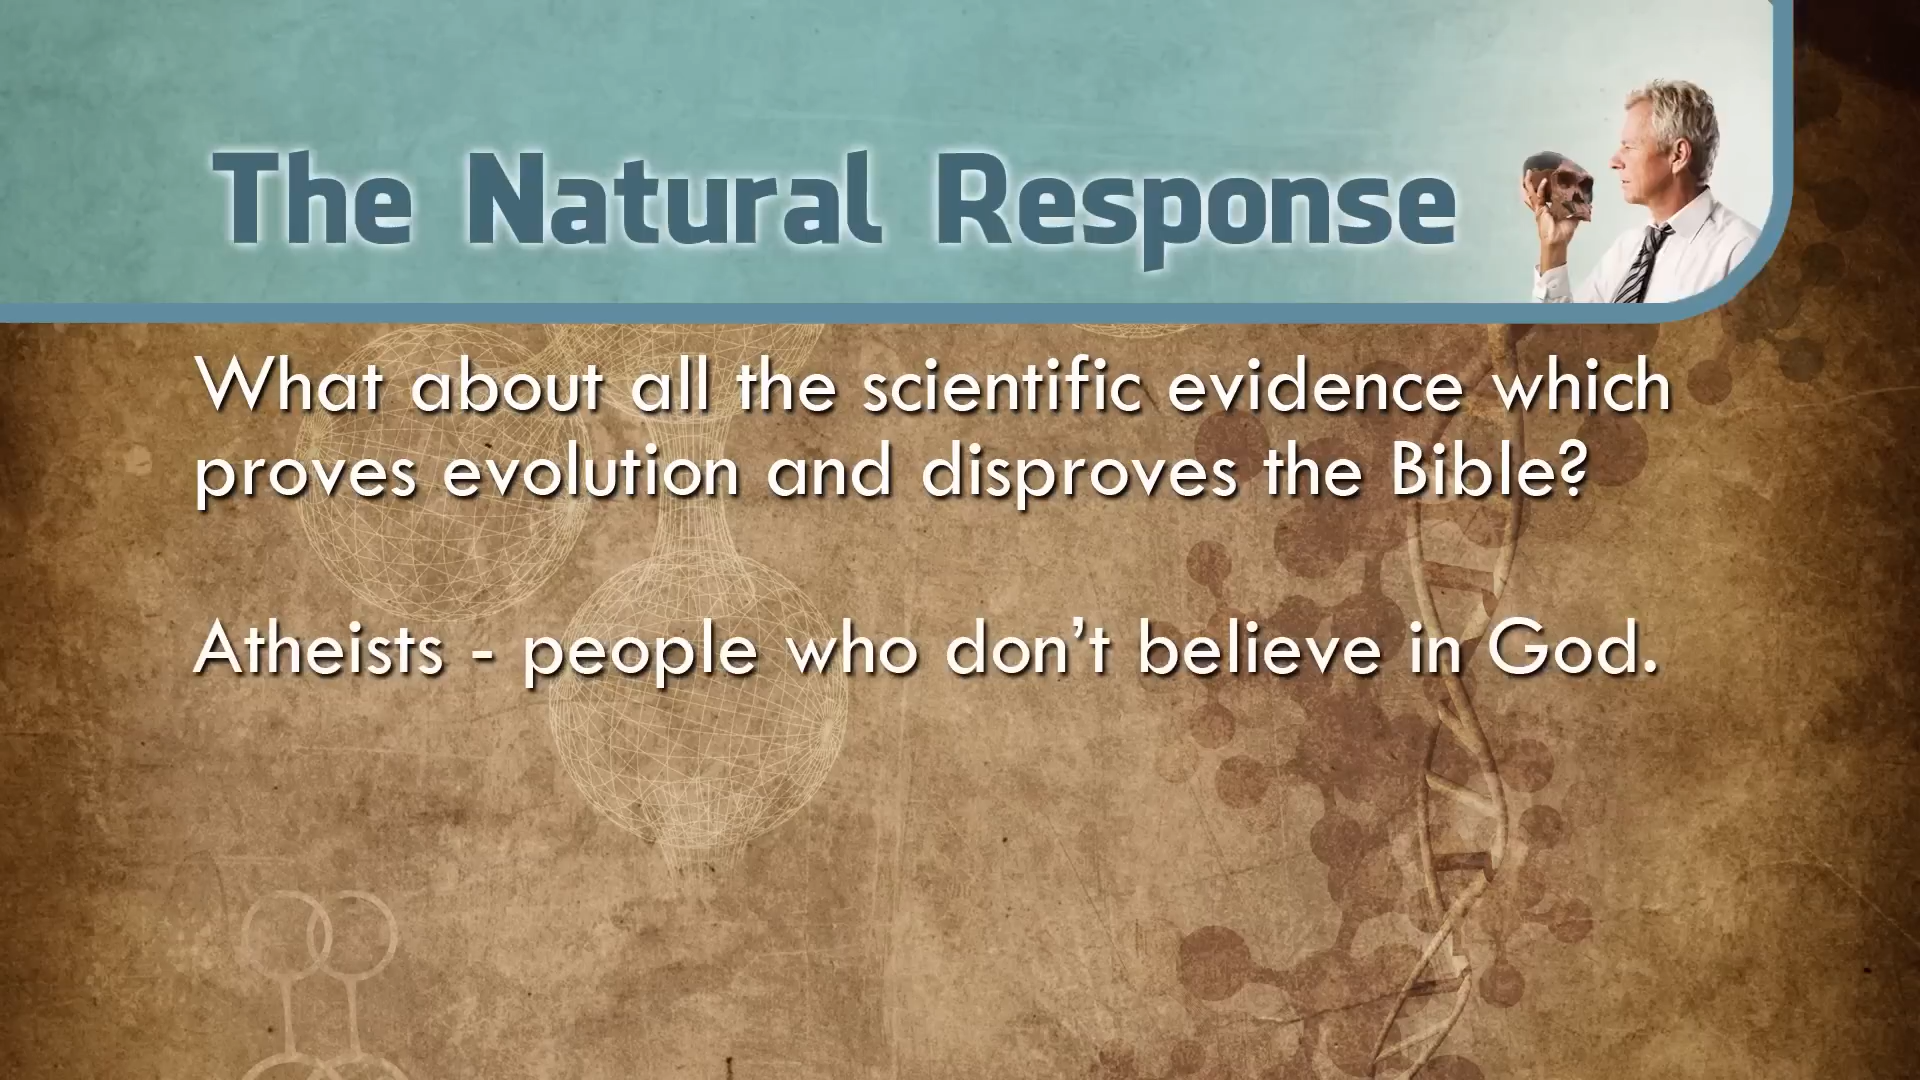 The Natural Response
What about all the scientific evidence which
proves evolution and disproves the Bible?
Atheists - people who don’t believe in God.